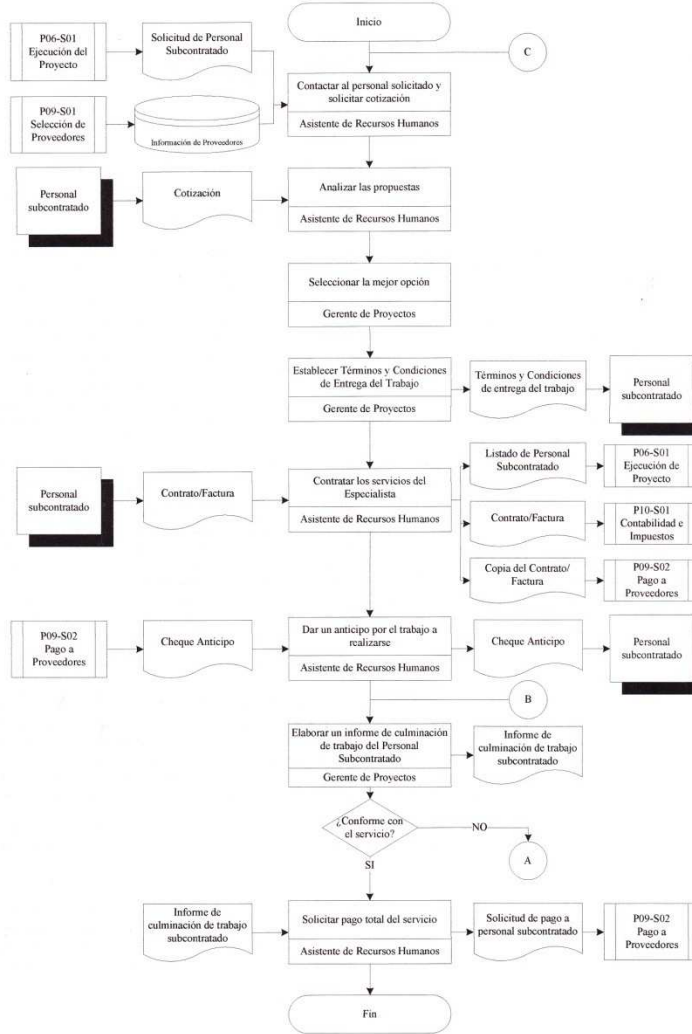 Inicio
P06-S01
Ejecución del
Proyecto
Solicitud de Personal
Subcontratado
C
Contactar al personal solicitado y
solicitar cotización
Asistente de Recursos Humanos
P09-S01
Selección de
Proveedores
Información de Proveedores
Personal
subcontratado
Cotización
Analizar las propuestas
Asistente de Recursos Humanos
Seleccionar la mejor opción
Gerente de Proyectos
Establecer Términos y Condiciones
de Entrega del Trabajo
Gerente de Proyectos
Términos y Condiciones
de entrega del trabajo
Personal
subcontratado
Personal
subcontratado
Contrato/Factura
Contratar los servicios del
Especialista
Asistente de Recursos Humanos
Listado de Personal
Subcontratado
P06-S01
Ejecución de
Proyecto
Contrato/Factura
P10-S01
Contabilidad e
Impuestos
Copia del Contrato/
Factura
P09-S02
Pago a
Proveedores
P09-S02
Pago a
Proveedores
Cheque Anticipo
Dar un anticipo por el trabajo a
realizarse
Asistente de Recursos Humanos
Cheque Anticipo
Personal
subcontratado
B
Elaborar un informe de culminación
de trabajo del Personal
Subcontratado
Gerente de Proyectos
Informe de
culminación de trabajo
subcontratado
¿Conforme con
el servicio?
NO
A
SI
Informe de
culminación de trabajo
subcontratado
Solicitar pago total del servicio
Asistente de Recursos Humanos
Solicitud de pago a
personal subcontratado
P09-S02
Pago a
Proveedores
Fin